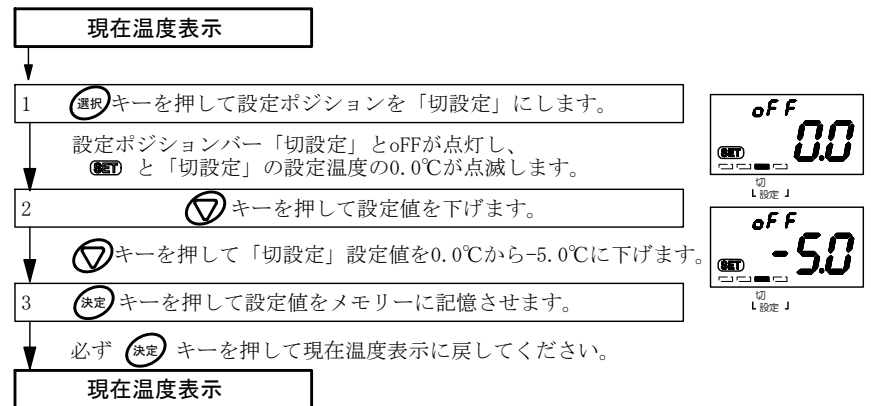 現在温度表示
1 選択キーを押して設定ポジションを「切設定」にします。
設定ポジションバー「切設定」とoFFが点灯し、
SET と「切設定」の設定温度の0.0℃が点滅します。
oFF
SET 0.0
切
設定
2 キーを押して設定値を下げます。
キーを押して「切設定」設定値を0.0℃から-5.0℃に下げます。
oFF
SET -5.0
切
設定
3 決定キーを押して設定値をメモリーに記憶させます。
必ず 決定 キーを押して現在温度表示に戻してください。
現在温度表示